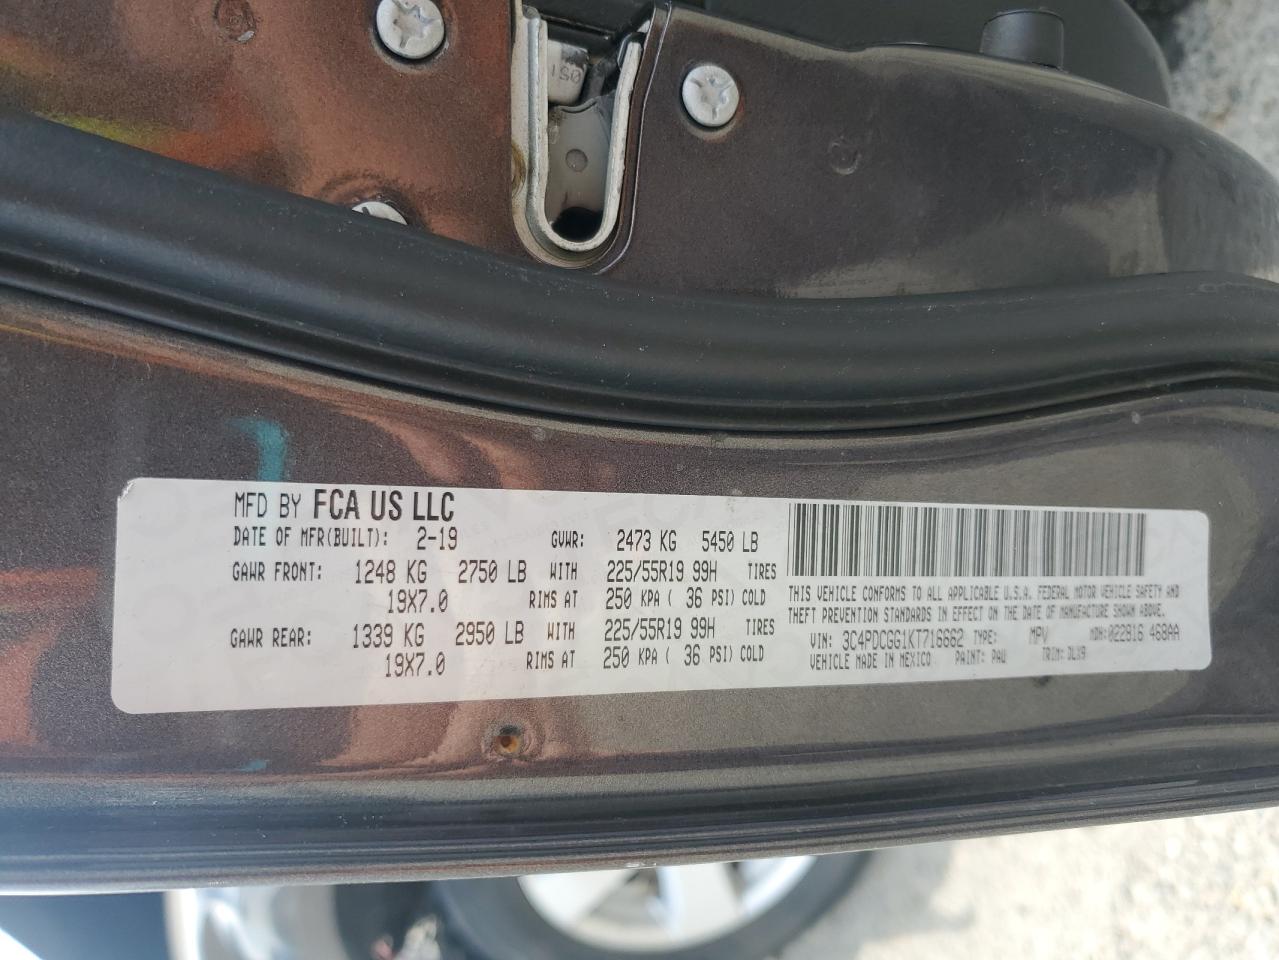 MFD BY FCA US LLC
DATE OF MFR(BUILT): 2-19 GVWR: 2473 KG 5450 LB
GAWR FRONT: 1248 KG 2750 LB WITH 225/55R19 99H TIRES
19X7.0 RIMS AT 250 KPA ( 36 PSI) COLD
GAWR REAR: 1339 KG 2950 LB WITH 225/55R19 99H TIRES
19X7.0 RIMS AT 250 KPA ( 36 PSI) COLD
THIS VEHICLE CONFORMS TO ALL APPLICABLE U.S.A. FEDERAL MOTOR VEHICLE SAFETY AND
THEFT PREVENTION STANDARDS IN EFFECT ON THE DATE OF MANUFACTURE SHOWN ABOVE.
VIN: 3C4PDCGG1KT716662 TYPE: MPV MDH: 022816 468AA
VEHICLE MADE IN MEXICO PAINT: PAU TRIM: DLV9